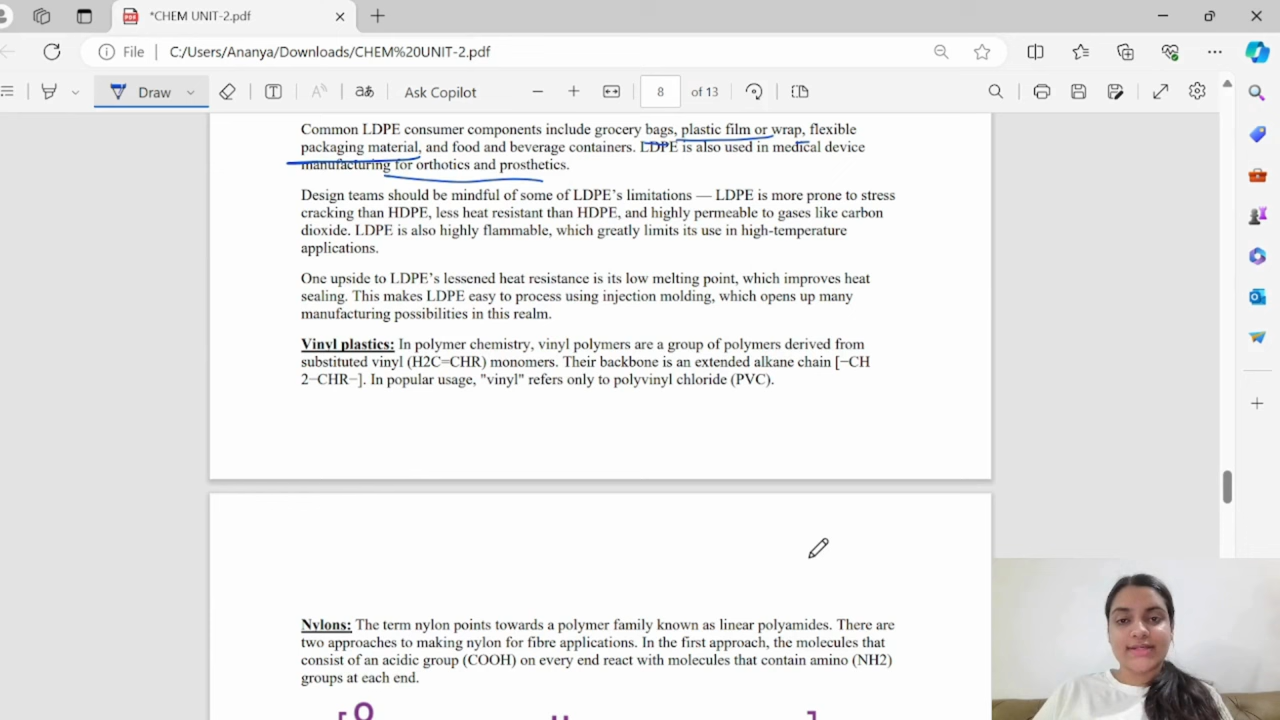 *CHEM UNIT-2.pdf
File
C:/Users/Ananya/Downloads/CHEM%20UNIT-2.pdf
Draw
aあ
Ask Copilot
8
of 13
Common LDPE consumer components include grocery bags, plastic film or wrap, flexible
packaging material, and food and beverage containers. LDPE is also used in medical device
manufacturing for orthotics and prosthetics.
Design teams should be mindful of some of LDPE’s limitations — LDPE is more prone to stress
cracking than HDPE, less heat resistant than HDPE, and highly permeable to gases like carbon
dioxide. LDPE is also highly flammable, which greatly limits its use in high-temperature
applications.
One upside to LDPE’s lessened heat resistance is its low melting point, which improves heat
sealing. This makes LDPE easy to process using injection molding, which opens up many
manufacturing possibilities in this realm.
Vinyl plastics: In polymer chemistry, vinyl polymers are a group of polymers derived from
substituted vinyl (H2C=CHR) monomers. Their backbone is an extended alkane chain [−CH
2−CHR−]. In popular usage, "vinyl" refers only to polyvinyl chloride (PVC).
Nylons: The term nylon points towards a polymer family known as linear polyamides. There are
two approaches to making nylon for fibre applications. In the first approach, the molecules that
consist of an acidic group (COOH) on every end react with molecules that contain amino (NH2)
groups at each end.
O